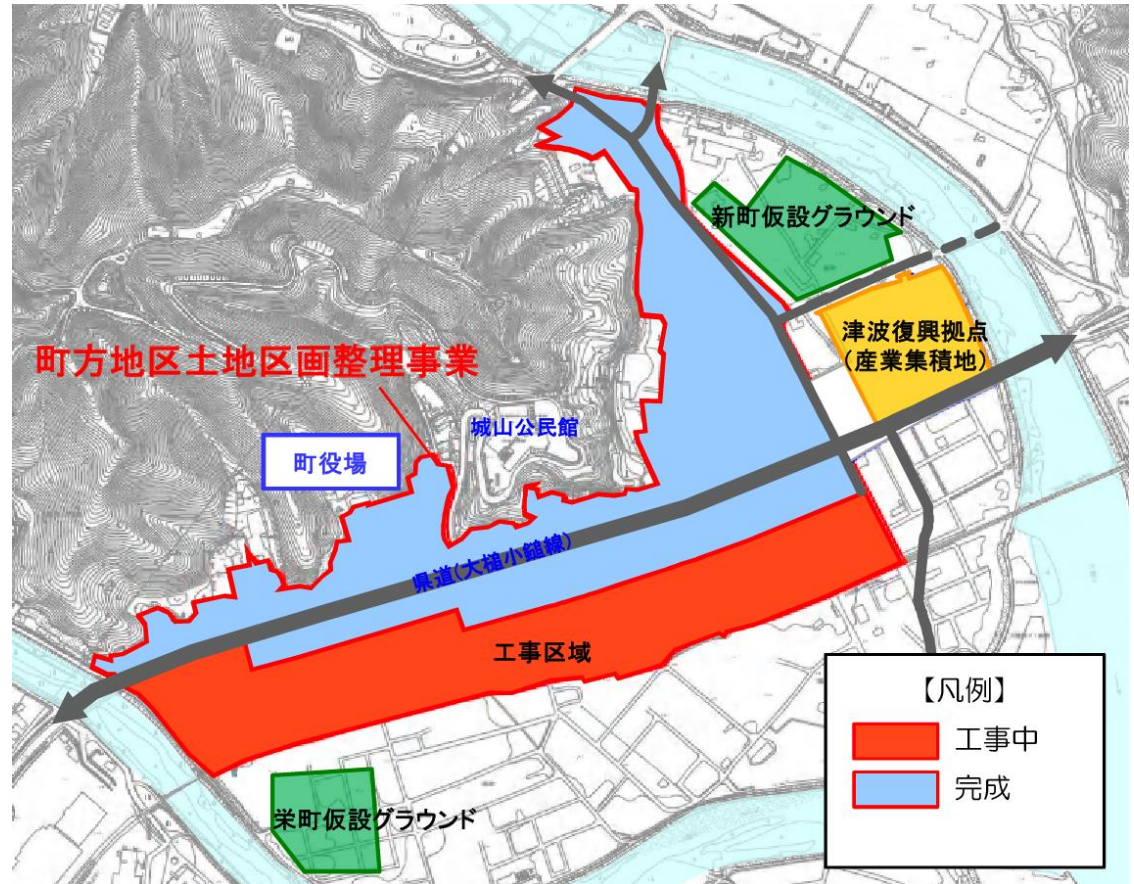 新町仮設グラウンド
津波復興拠点
(産業集積地)
町方地区土地区画整理事業
城山公民館
町役場
県道(大槌小鎚線)
工事区域
栄町仮設グラウンド
【凡例】
工事中
完成